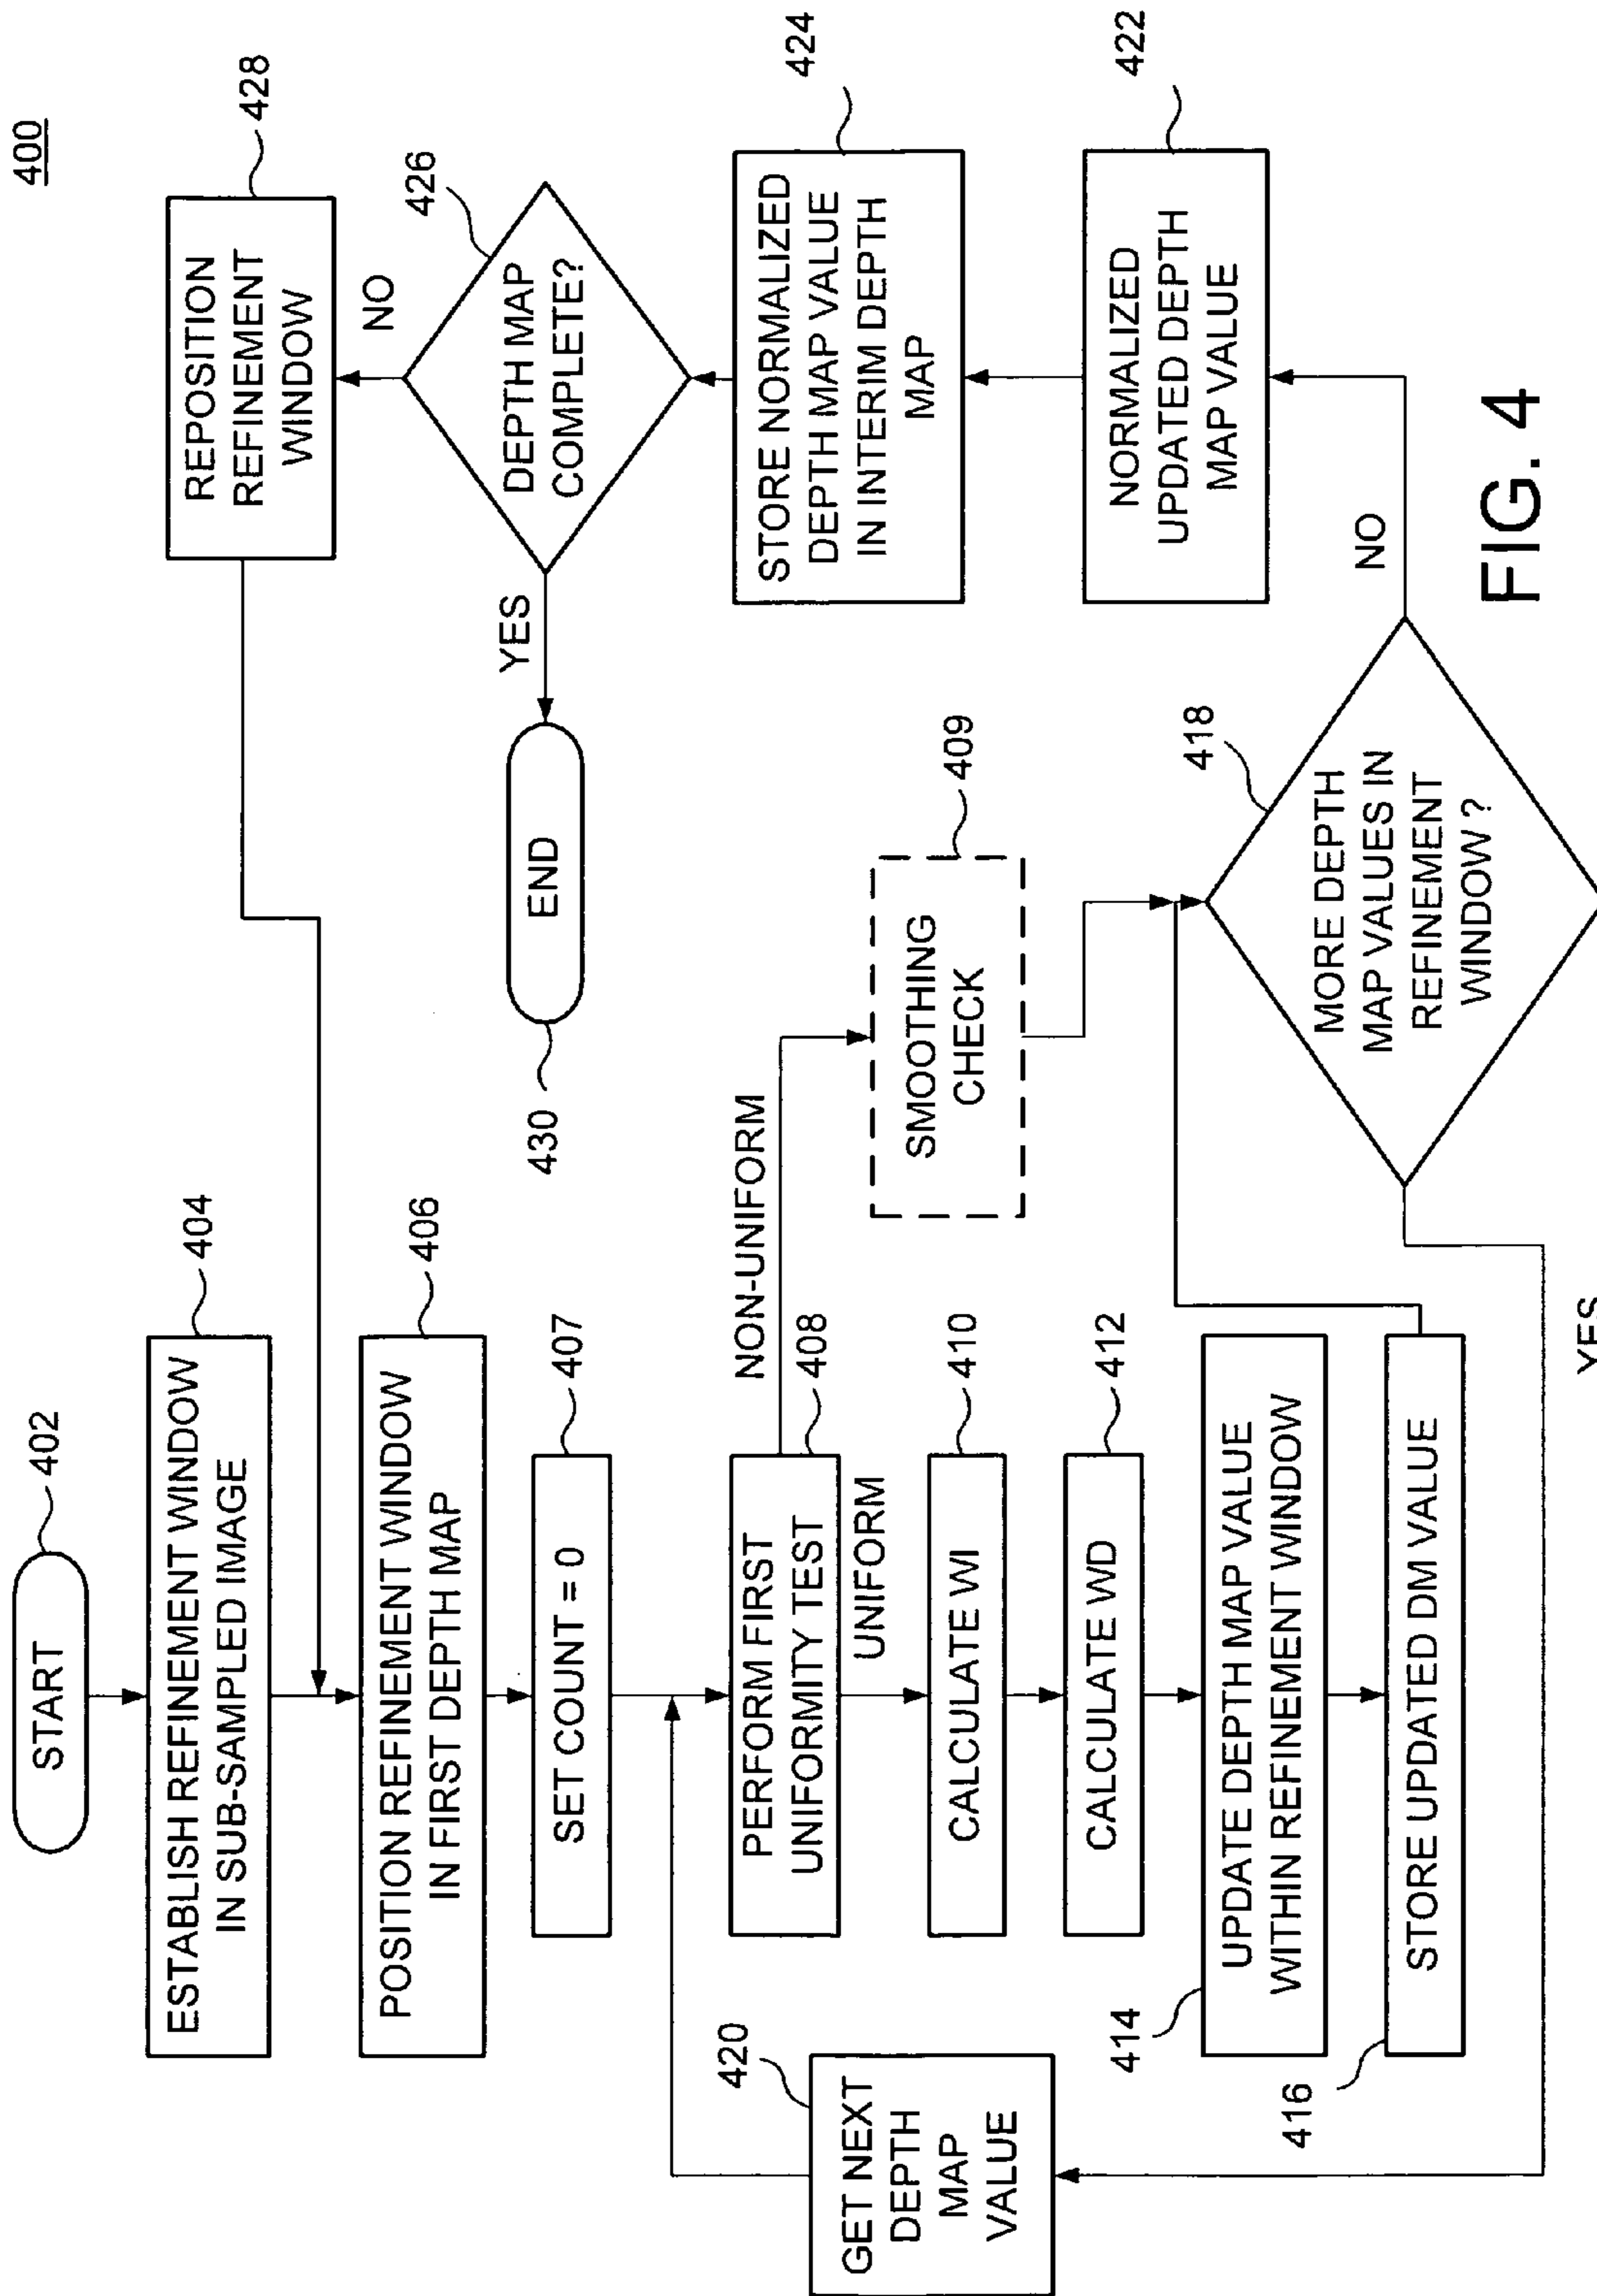 400
START
402
ESTABLISH REFINEMENT WINDOW
IN SUB-SAMPLED IMAGE
404
POSITION REFINEMENT WINDOW
IN FIRST DEPTH MAP
406
SET COUNT = 0
407
PERFORM FIRST
UNIFORMITY TEST
408
NON-UNIFORM
UNIFORM
SMOOTHING
CHECK
409
CALCULATE WI
410
CALCULATE WD
412
UPDATE DEPTH MAP VALUE
WITHIN REFINEMENT WINDOW
414
STORE UPDATED DM VALUE
416
MORE DEPTH
MAP VALUES IN
REFINEMENT
WINDOW ?
418
YES
NO
GET NEXT
DEPTH
MAP
VALUE
420
NORMALIZED
UPDATED DEPTH
MAP VALUE
422
STORE NORMALIZED
DEPTH MAP VALUE
IN INTERIM DEPTH
MAP
424
DEPTH MAP
COMPLETE?
426
NO
YES
REPOSITION
REFINEMENT
WINDOW
428
END
430
FIG. 4